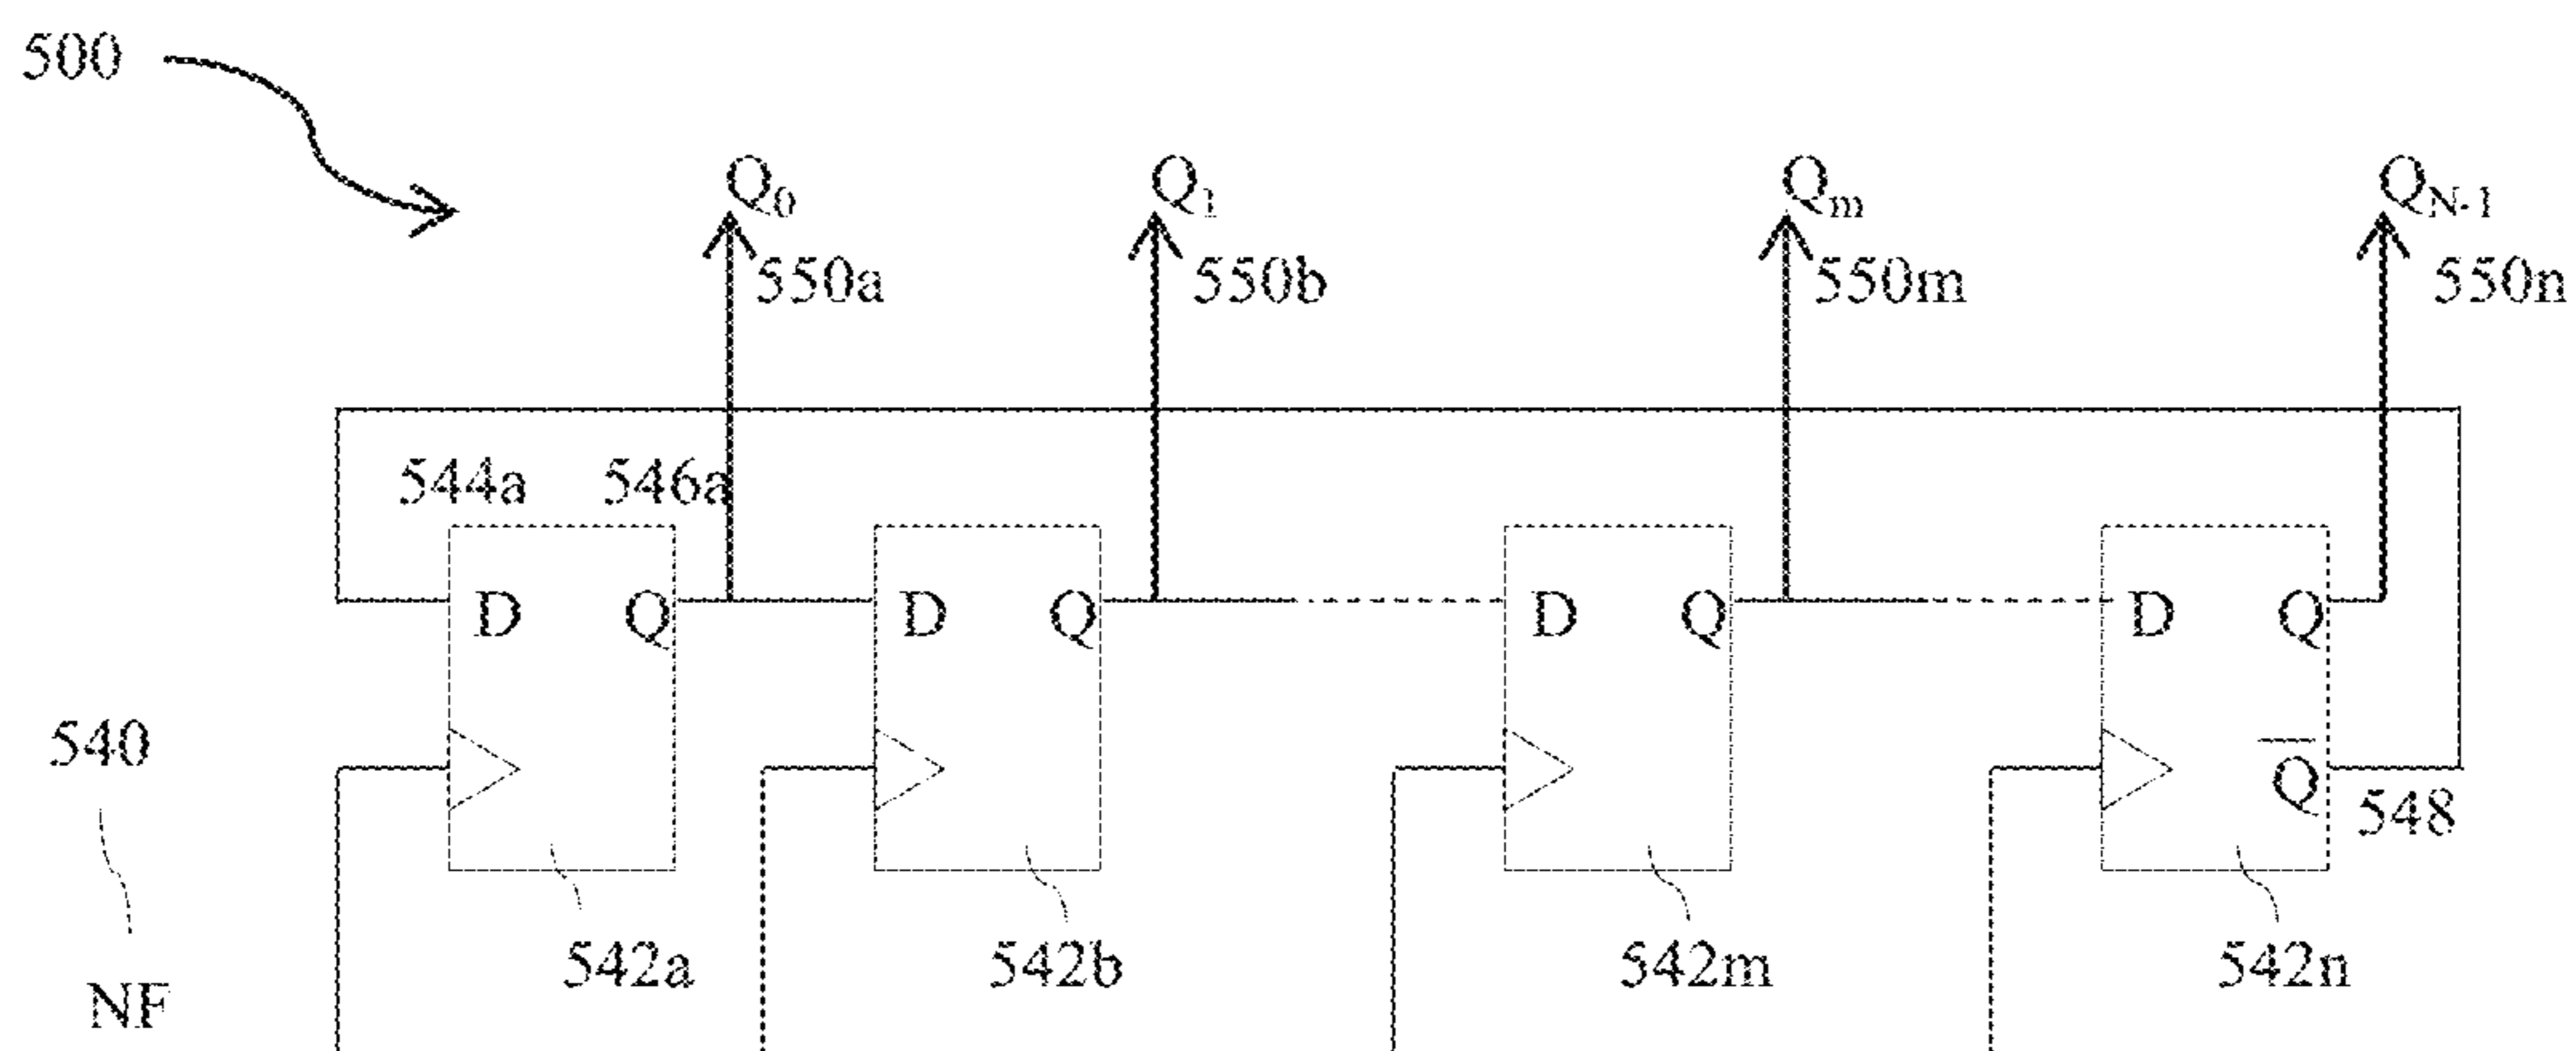 500
Q0 Q1 Qm QN-1
550a 550b 550m 550n
544a 546a
D Q D Q D Q D Q
540 Q̅ 548
542a 542b 542m 542n
NF